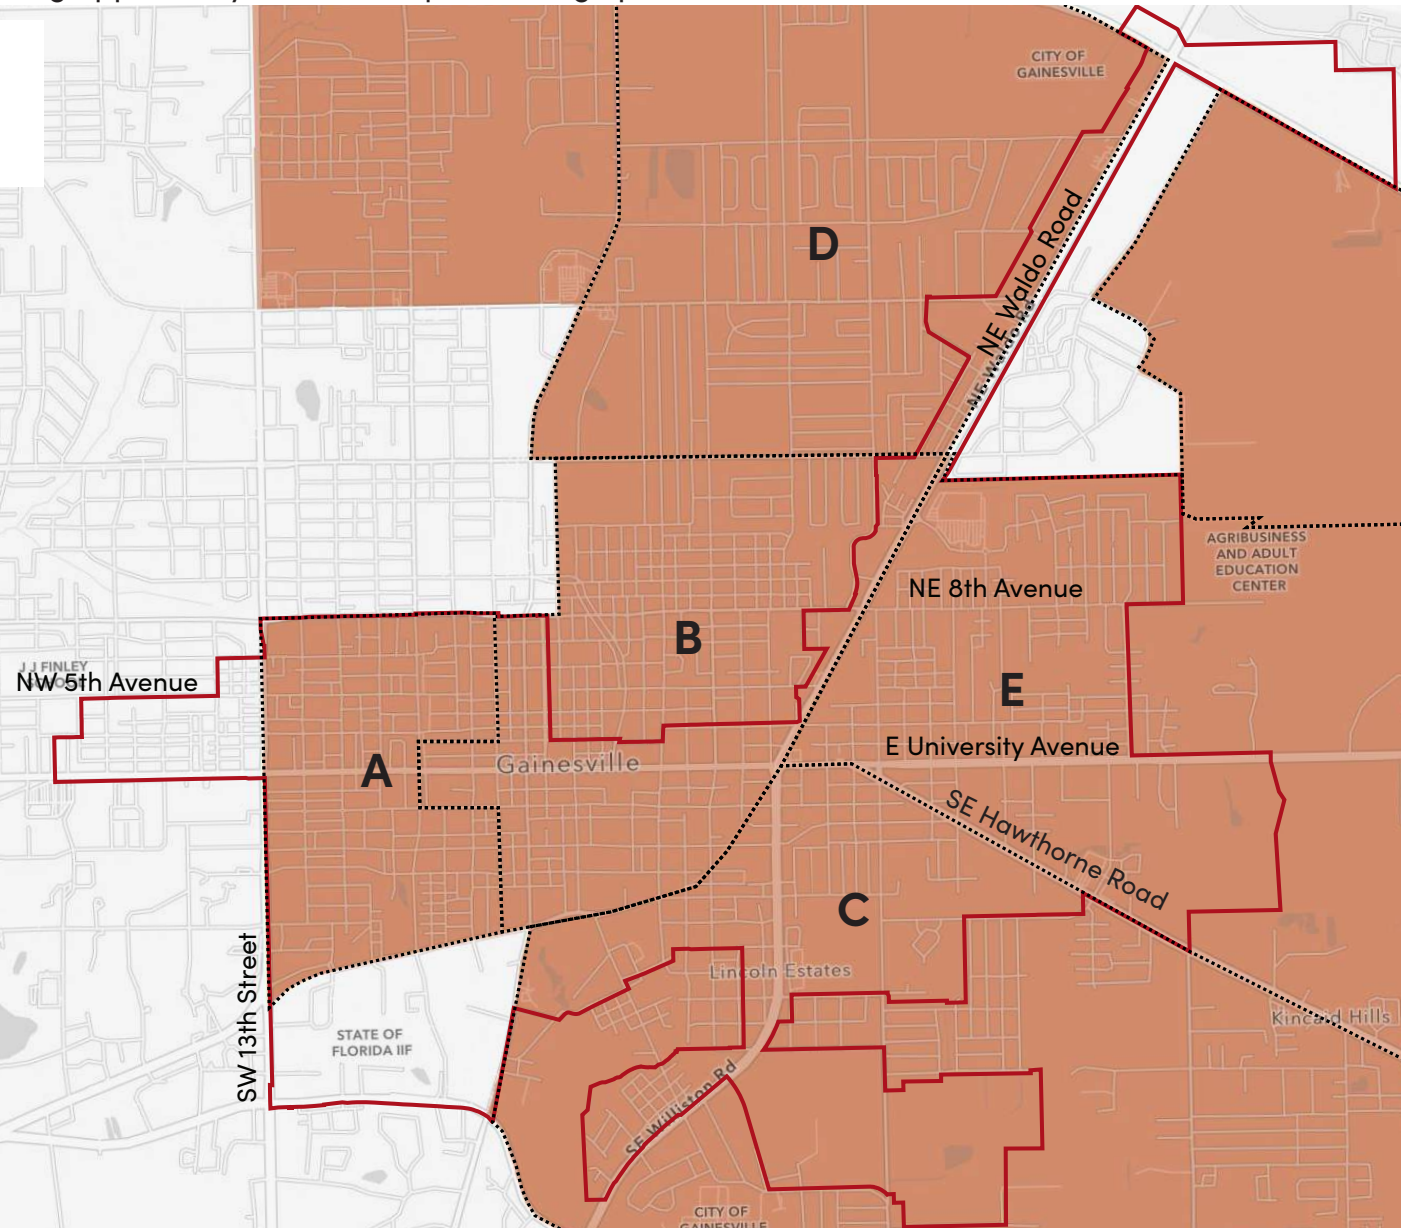 CITY OF
GAINESVILLE
D
NE Waldo Road
NE Waldo Rd
AGRIBUSINESS
AND ADULT
EDUCATION
CENTER
NE 8th Avenue
B
J J FINLEY
NW 5th Avenue
E
E University Avenue
A
Gainesville
SE Hawthorne Road
C
SW 13th Street
Lincoln Estates
Kincaid Hills
STATE OF
FLORIDA IIF
SE Williston Rd
CITY OF
GAINESVILLE